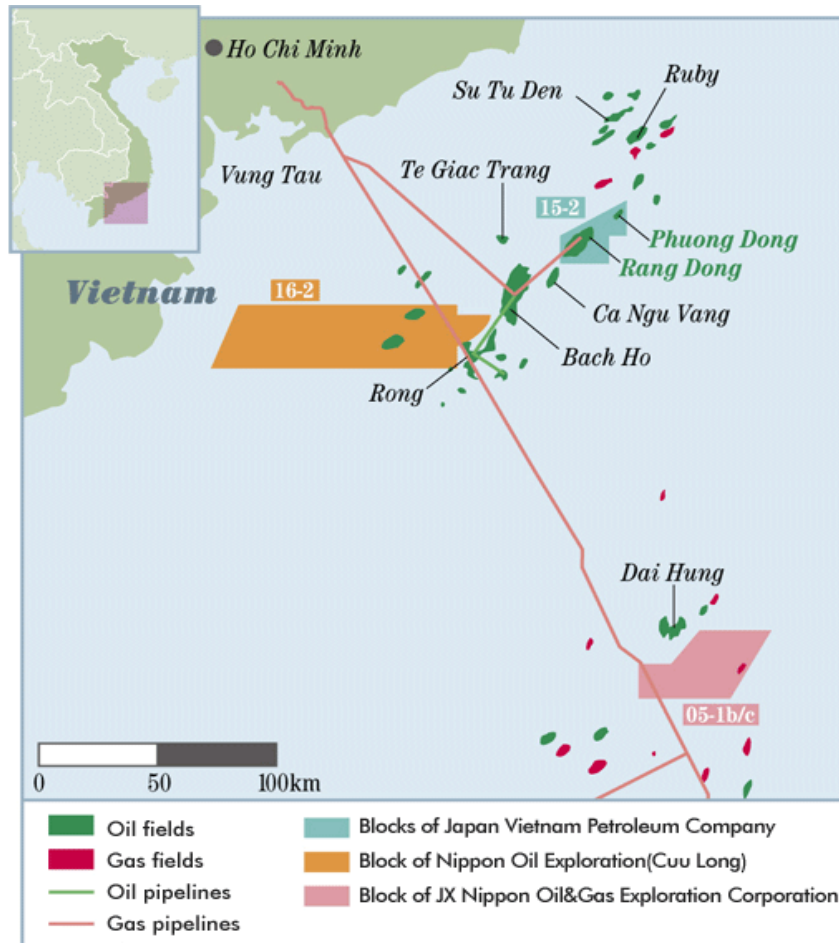 Ho Chi Minh
Su Tu Den
Ruby
Vung Tau
Te Giac Trang
15-2
Phuong Dong
Rang Dong
Vietnam
16-2
Ca Ngu Vang
Bach Ho
Rong
Dai Hung
05-1b/c
0 50 100km
Oil fields
Gas fields
Oil pipelines
Gas pipelines
Blocks of Japan Vietnam Petroleum Company
Block of Nippon Oil Exploration(Cuu Long)
Block of JX Nippon Oil&Gas Exploration Corporation